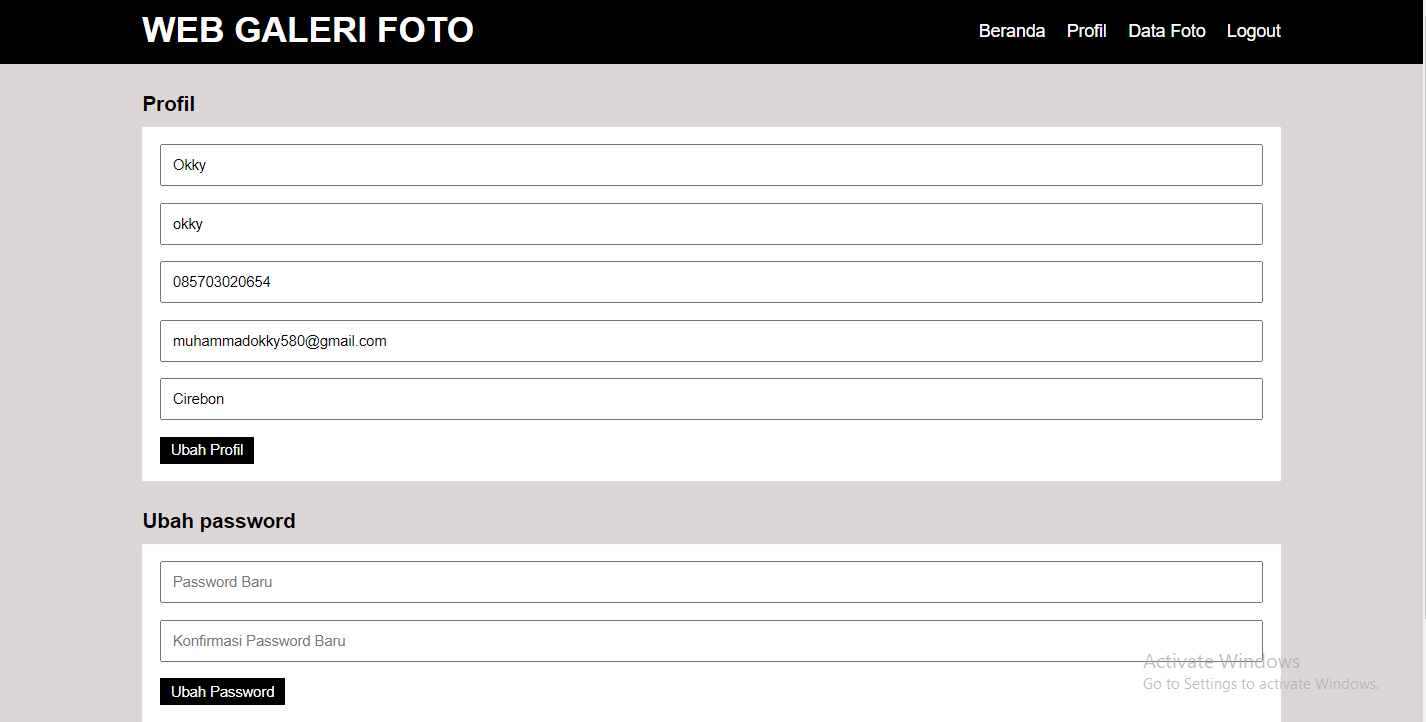 WEB GALERI FOTO
Beranda Profil Data Foto Logout
Profil
Okky
okky
085703020654
muhammadokky580@gmail.com
Cirebon
Ubah Profil
Ubah password
Password Baru
Konfirmasi Password Baru
Ubah Password
Activate Windows
Go to Settings to activate Windows.